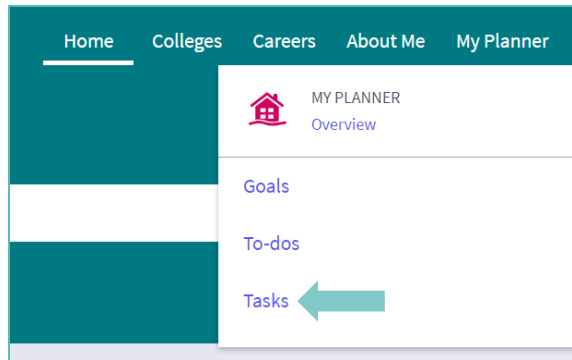 Home Colleges Careers About Me My Planner
MY PLANNER
Overview
Goals
To-dos
Tasks